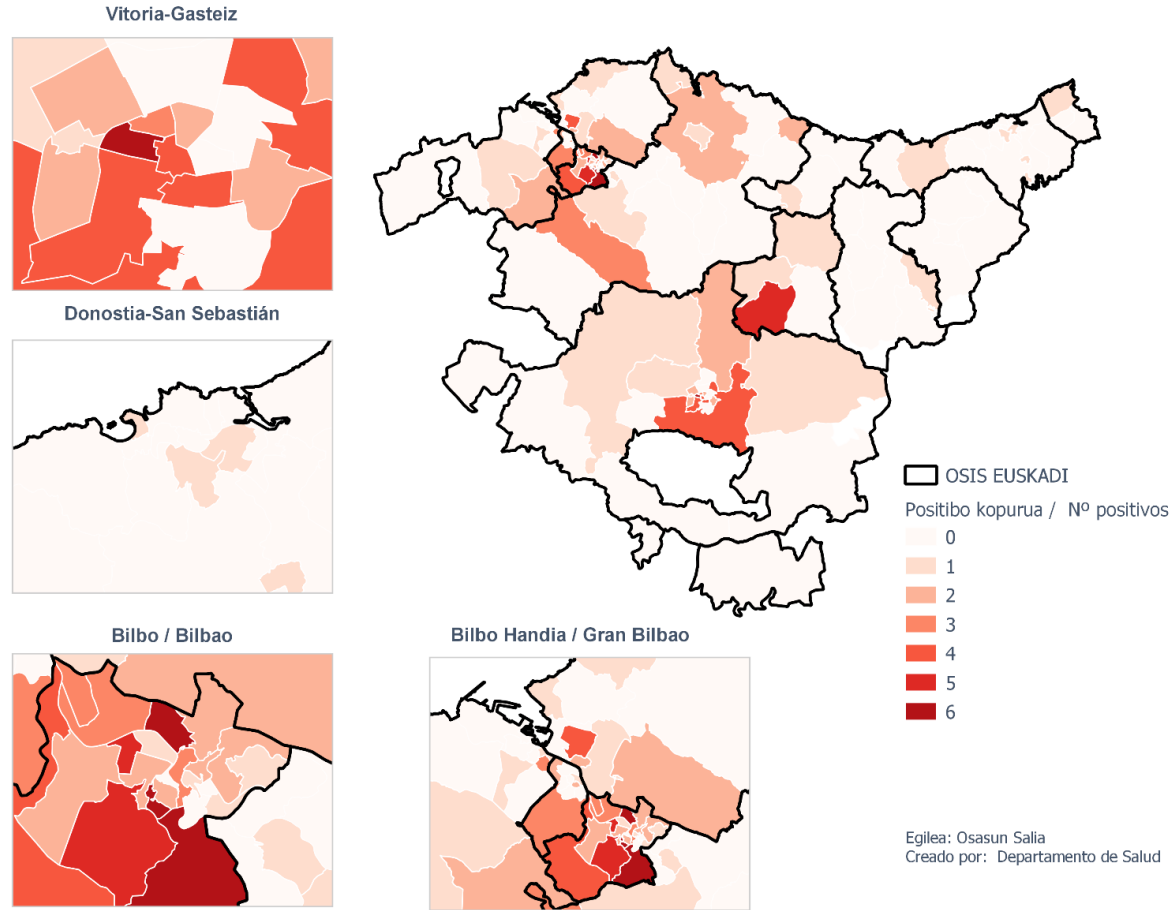 Vitoria-Gasteiz
Donostia-San Sebastián
Bilbo / Bilbao
Bilbo Handia / Gran Bilbao
OSIS EUSKADI
Positibo kopurua / Nº positivos
0
1
2
3
4
5
6
Egilea: Osasun Salia
Creado por: Departamento de Salud